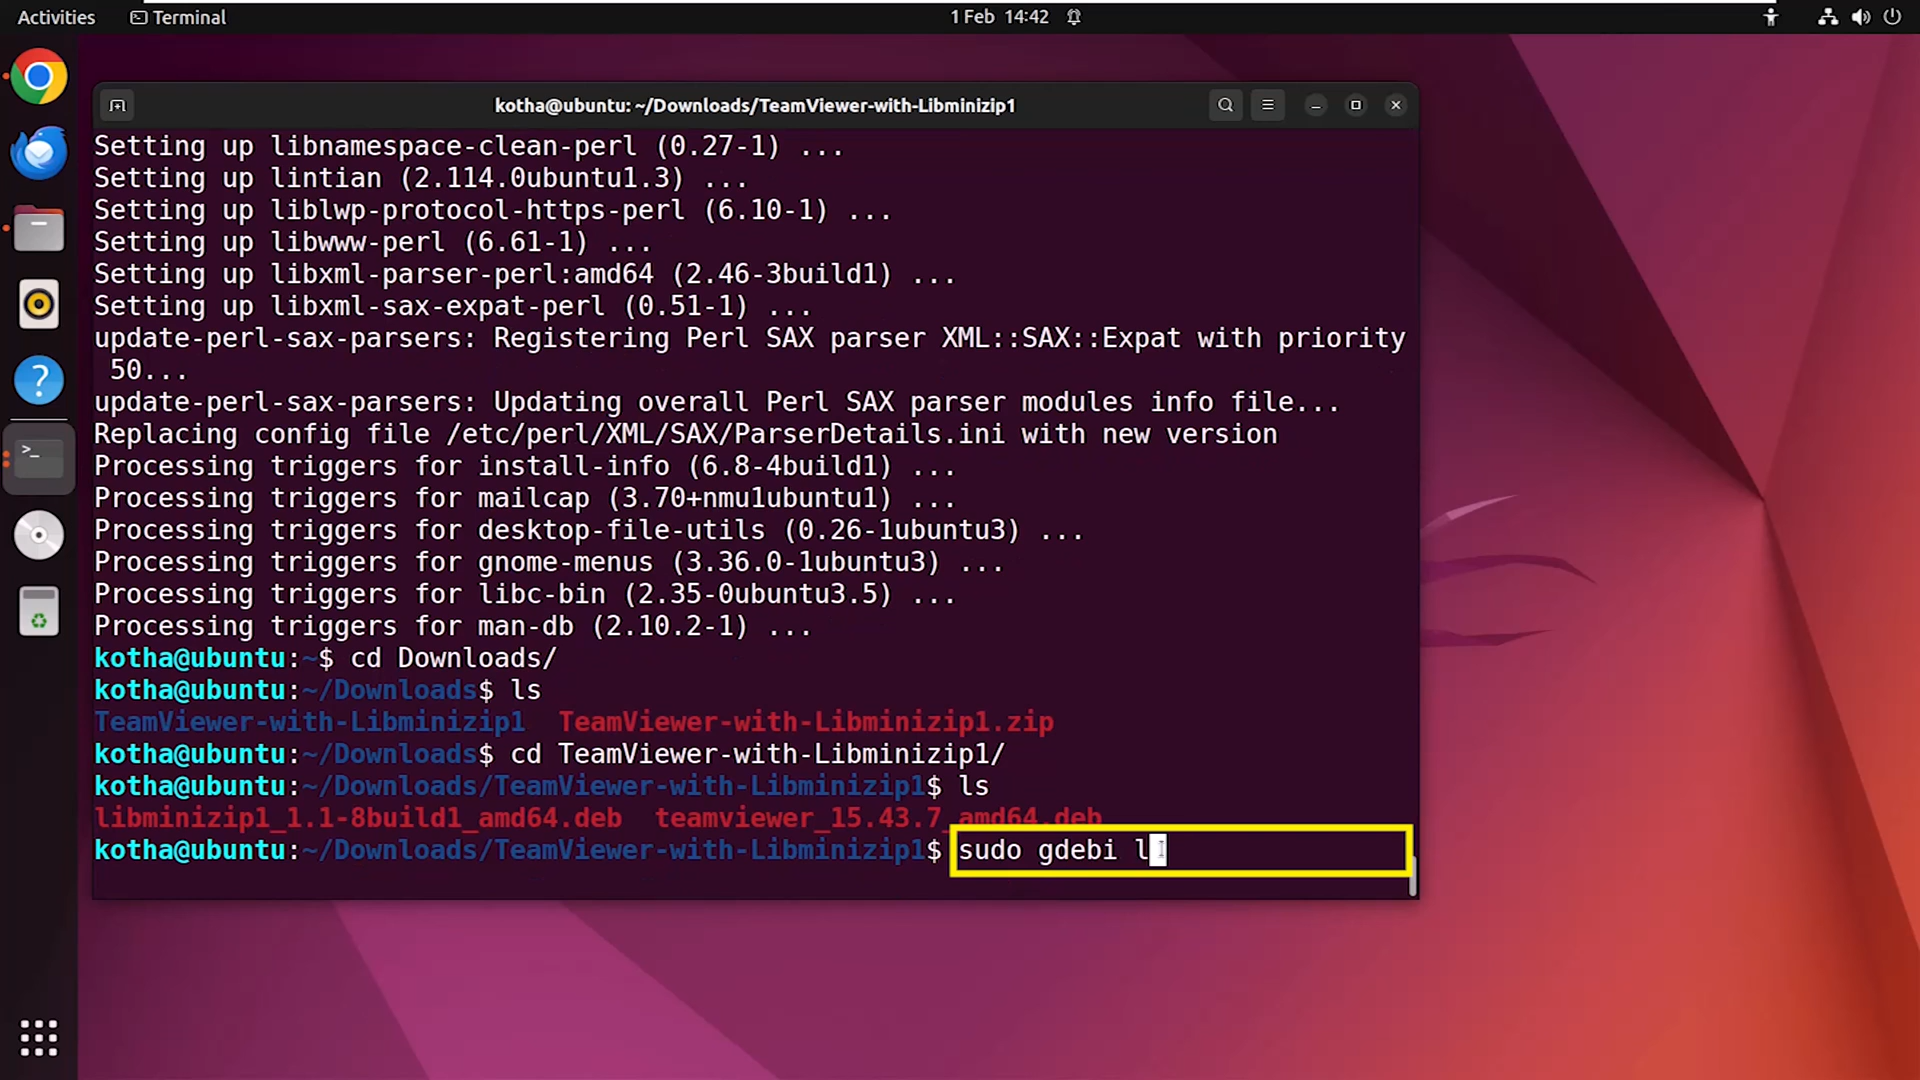 Activities Terminal 1 Feb 14:42
kotha@ubuntu: ~/Downloads/TeamViewer-with-Libminizip1
Setting up libnamespace-clean-perl (0.27-1) ...
Setting up lintian (2.114.0ubuntu1.3) ...
Setting up liblwp-protocol-https-perl (6.10-1) ...
Setting up libwww-perl (6.61-1) ...
Setting up libxml-parser-perl:amd64 (2.46-3build1) ...
Setting up libxml-sax-expat-perl (0.51-1) ...
update-perl-sax-parsers: Registering Perl SAX parser XML::SAX::Expat with priority
50...
update-perl-sax-parsers: Updating overall Perl SAX parser modules info file...
Replacing config file /etc/perl/XML/SAX/ParserDetails.ini with new version
Processing triggers for install-info (6.8-4build1) ...
Processing triggers for mailcap (3.70+nmu1ubuntu1) ...
Processing triggers for desktop-file-utils (0.26-1ubuntu3) ...
Processing triggers for gnome-menus (3.36.0-1ubuntu3) ...
Processing triggers for libc-bin (2.35-0ubuntu3.5) ...
Processing triggers for man-db (2.10.2-1) ...
kotha@ubuntu:~$ cd Downloads/
kotha@ubuntu:~/Downloads$ ls
TeamViewer-with-Libminizip1 TeamViewer-with-Libminizip1.zip
kotha@ubuntu:~/Downloads$ cd TeamViewer-with-Libminizip1/
kotha@ubuntu:~/Downloads/TeamViewer-with-Libminizip1$ ls
libminizip1_1.1-8build1_amd64.deb teamviewer_15.43.7_amd64.deb
kotha@ubuntu:~/Downloads/TeamViewer-with-Libminizip1$ sudo gdebi l